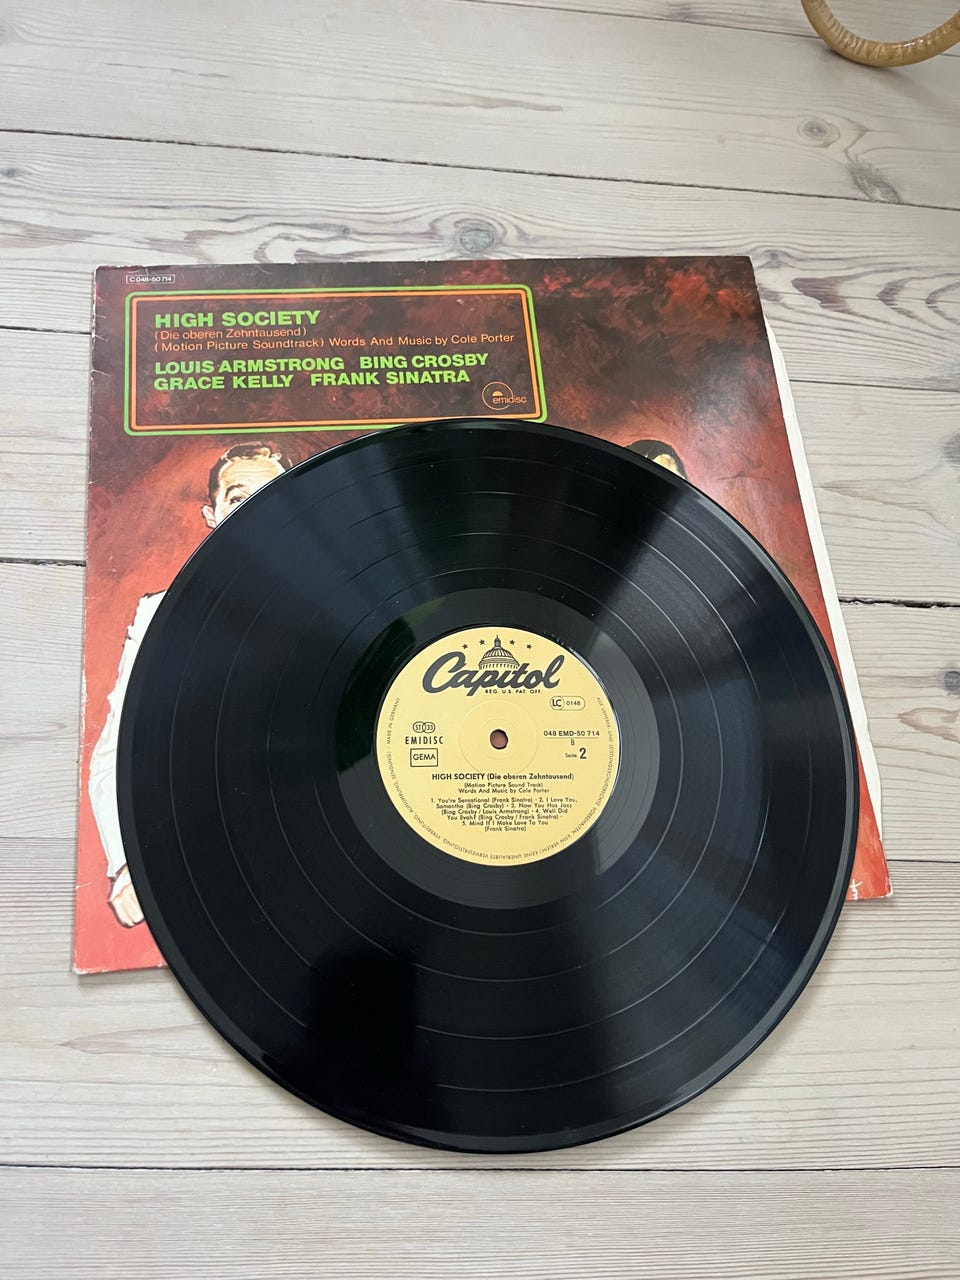 C 048-50 714
HIGH SOCIETY
(Die oberen Zehntausend)
(Motion Picture Soundtrack) Words And Music by Cole Porter
LOUIS ARMSTRONG BING CROSBY
GRACE KELLY FRANK SINATRA
emidisc
Capitol
REG. U.S. PAT. OFF.
LC 0148
ST 33
EMIDISC
GEMA
048 EMD-50 714
B
Seite 2
HIGH SOCIETY (Die oberen Zehntausend)
(Motion Picture Sound Track)
Words And Music by Cole Porter
1. You're Sensational (Frank Sinatra) · 2. I Love You,
Samantha (Bing Crosby) · 3. Now You Has Jazz
(Bing Crosby / Louis Armstrong) · 4. Well Did
You Evah? (Bing Crosby / Frank Sinatra) ·
5. Mind If I Make Love To You
(Frank Sinatra)
MADE IN GERMANY